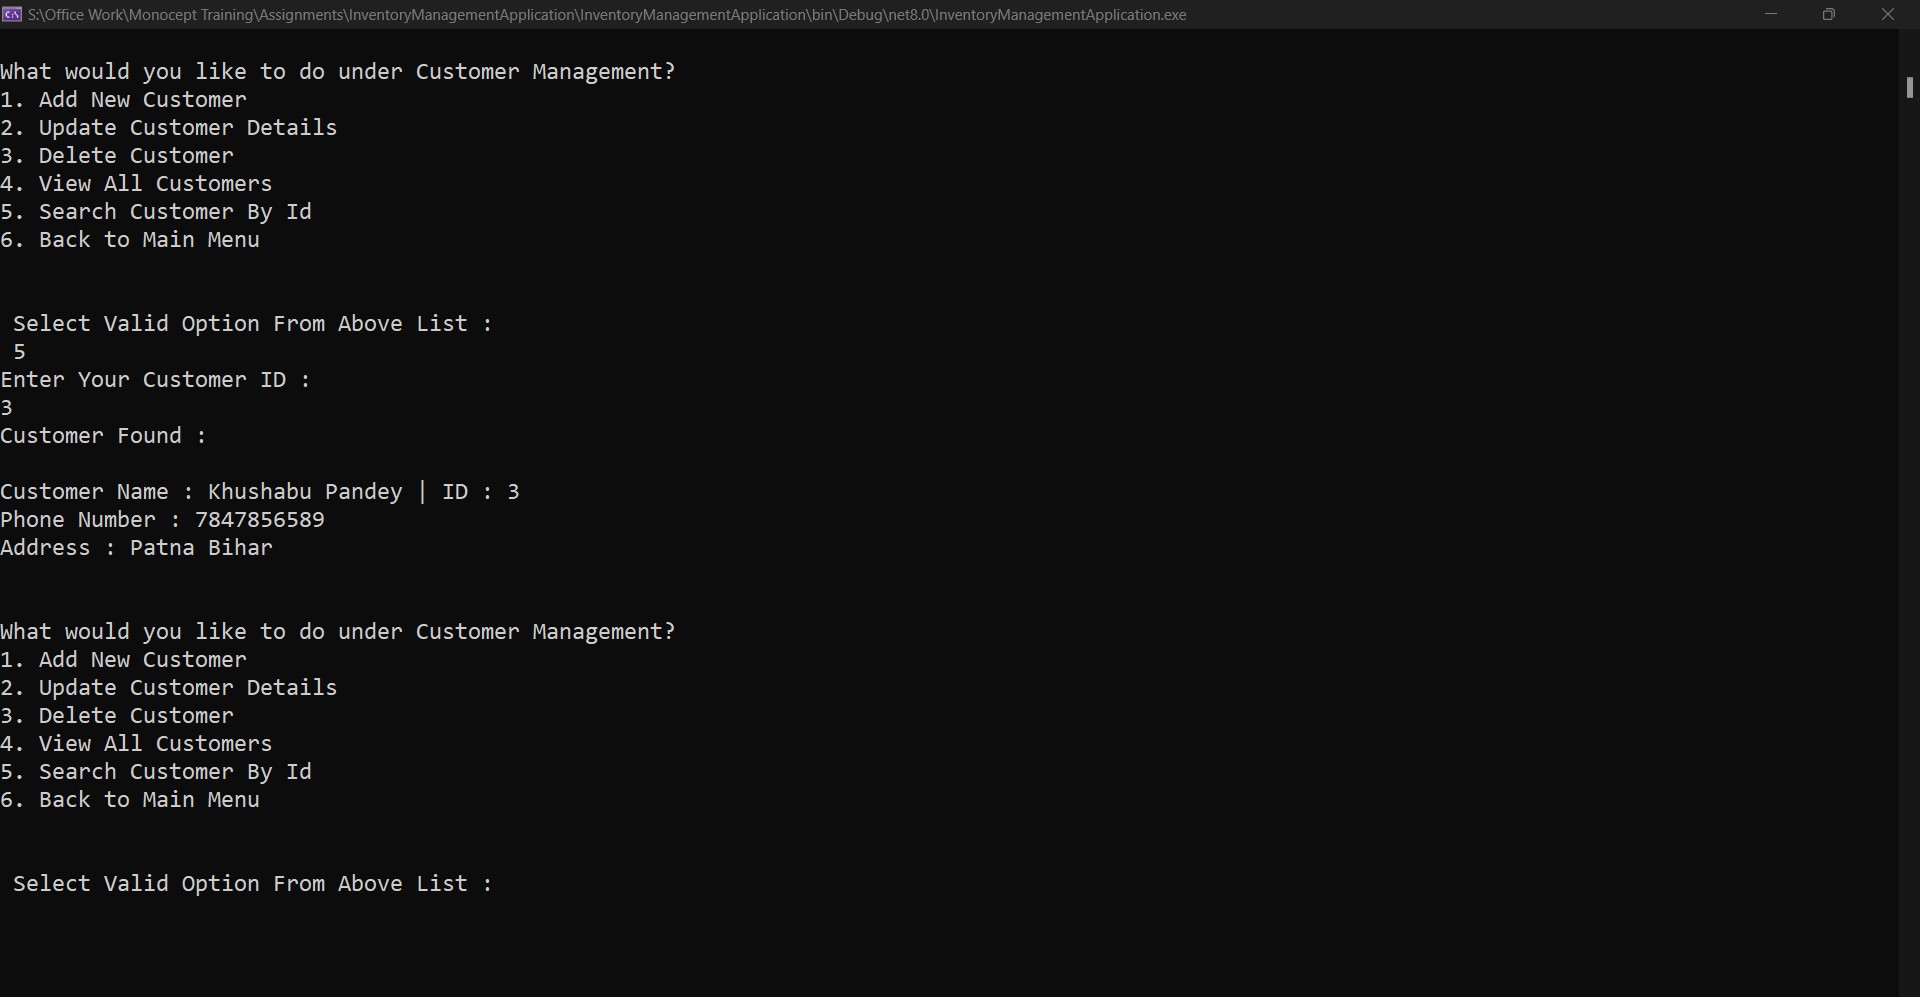 S:\Office Work\Monocept Training\Assignments\InventoryManagementApplication\InventoryManagementApplication\bin\Debug\net8.0\InventoryManagementApplication.exe
What would you like to do under Customer Management?
1. Add New Customer
2. Update Customer Details
3. Delete Customer
4. View All Customers
5. Search Customer By Id
6. Back to Main Menu
Select Valid Option From Above List :
5
Enter Your Customer ID :
3
Customer Found :
Customer Name : Khushabu Pandey | ID : 3
Phone Number : 7847856589
Address : Patna Bihar
What would you like to do under Customer Management?
1. Add New Customer
2. Update Customer Details
3. Delete Customer
4. View All Customers
5. Search Customer By Id
6. Back to Main Menu
Select Valid Option From Above List :